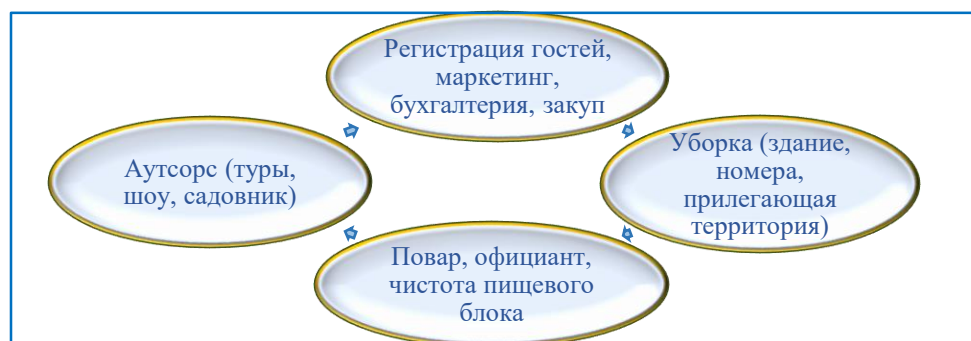 Регистрация гостей,
маркетинг,
бухгалтерия, закуп
Аутсорс (туры,
шоу, садовник)
Уборка (здание,
номера,
прилегающая
территория)
Повар, официант,
чистота пищевого
блока